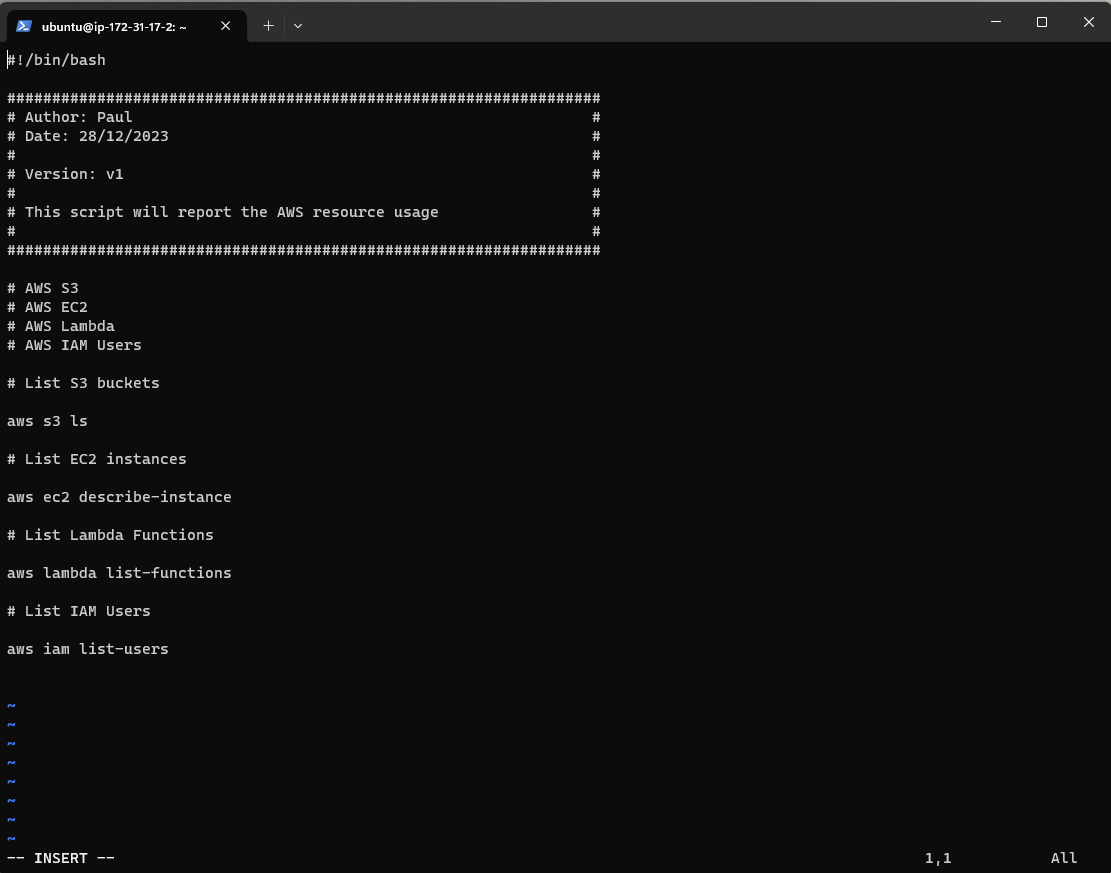 ubuntu@ip-172-31-17-2: ~
#!/bin/bash
##################################################################
# Author: Paul #
# Date: 28/12/2023 #
# #
# Version: v1 #
# #
# This script will report the AWS resource usage #
# #
##################################################################
# AWS S3
# AWS EC2
# AWS Lambda
# AWS IAM Users
# List S3 buckets
aws s3 ls
# List EC2 instances
aws ec2 describe-instance
# List Lambda Functions
aws lambda list-functions
# List IAM Users
aws iam list-users
~
~
~
~
~
~
~
~
-- INSERT -- 1,1 All